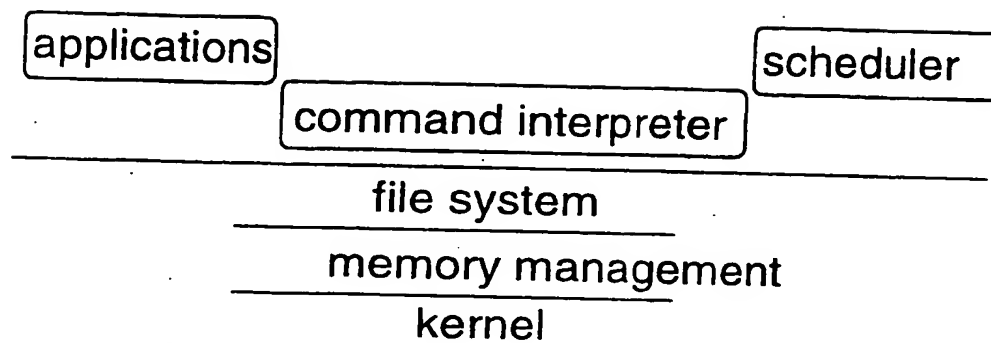 applications
scheduler
command interpreter
file system
memory management
kernel